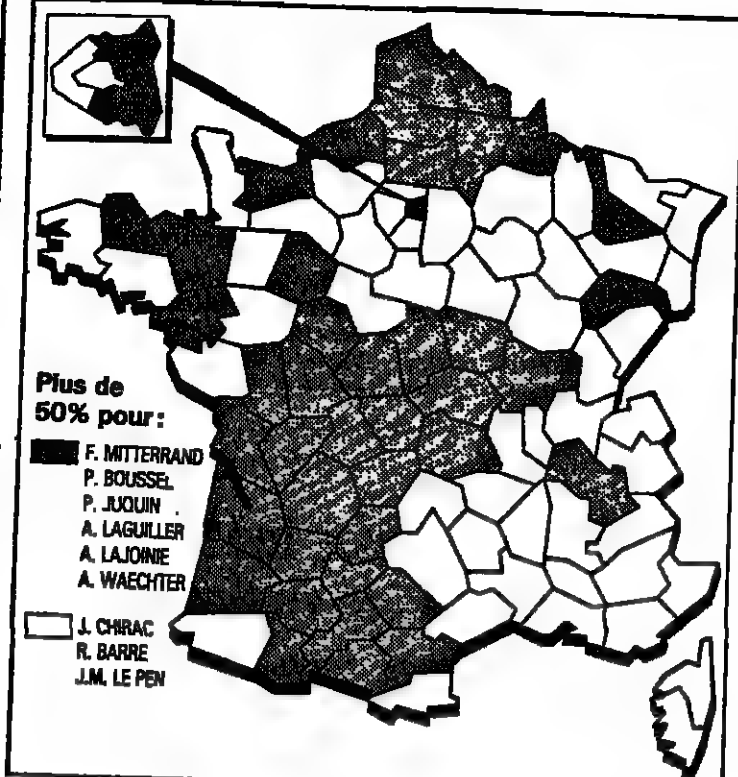 Plus de
50% pour:
F. MITTERRAND
P. BOUSSEL
P. JUQUIN
A. LAGUILLER
A. LAJOINIE
A. WAECHTER
J. CHIRAC
R. BARRE
J.M. LE PEN